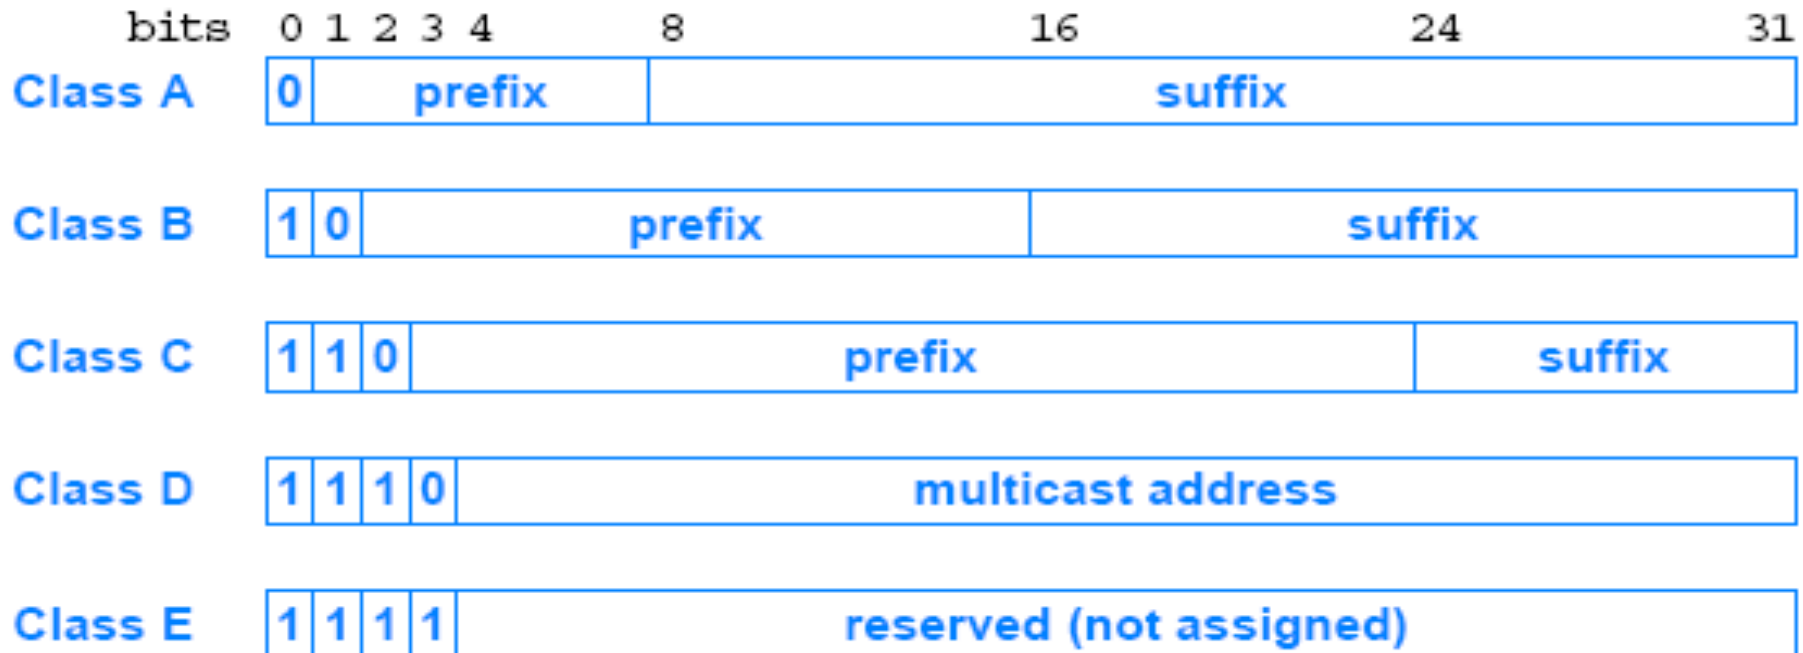 bits 0 1 2 3 4 8 16 24 31
Class A 0 prefix suffix
Class B 1 0 prefix suffix
Class C 1 1 0 prefix suffix
Class D 1 1 1 0 multicast address
Class E 1 1 1 1 reserved (not assigned)